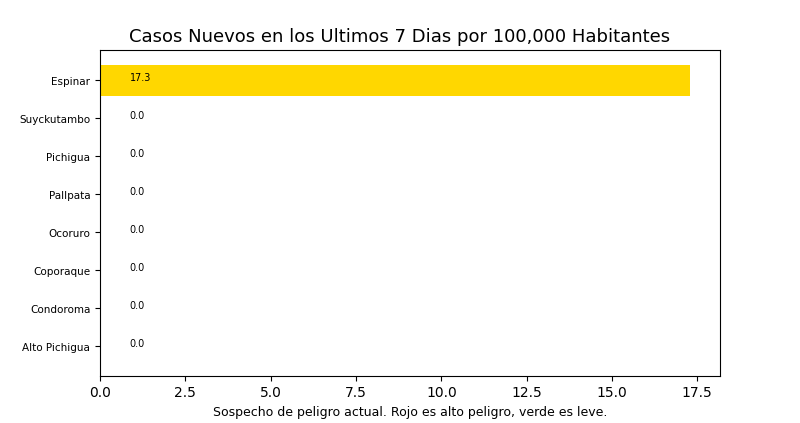 Casos Nuevos en los Ultimos 7 Dias por 100,000 Habitantes
Espinar 17.3
Suyckutambo 0.0
Pichigua 0.0
Pallpata 0.0
Ocoruro 0.0
Coporaque 0.0
Condoroma 0.0
Alto Pichigua 0.0
0.0 2.5 5.0 7.5 10.0 12.5 15.0 17.5
Sospecho de peligro actual. Rojo es alto peligro, verde es leve.